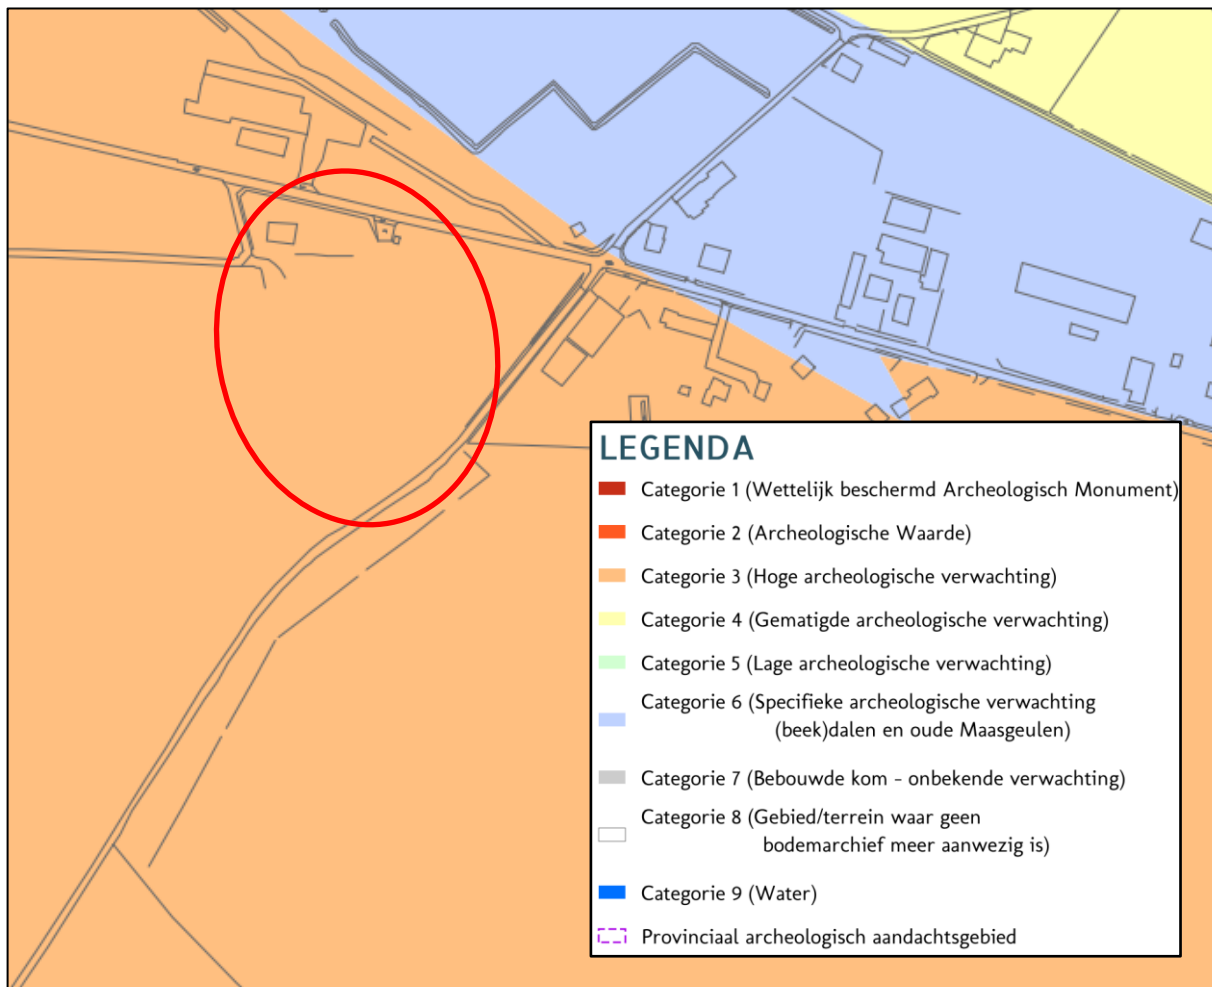 LEGENDA
Categorie 1 (Wettelijk beschermd Archeologisch Monument)
Categorie 2 (Archeologische Waarde)
Categorie 3 (Hoge archeologische verwachting)
Categorie 4 (Gematigde archeologische verwachting)
Categorie 5 (Lage archeologische verwachting)
Categorie 6 (Specifieke archeologische verwachting
(beek)dalen en oude Maasgeulen)
Categorie 7 (Bebouwde kom - onbekende verwachting)
Categorie 8 (Gebied/terrein waar geen
bodemarchief meer aanwezig is)
Categorie 9 (Water)
Provinciaal archeologisch aandachtsgebied